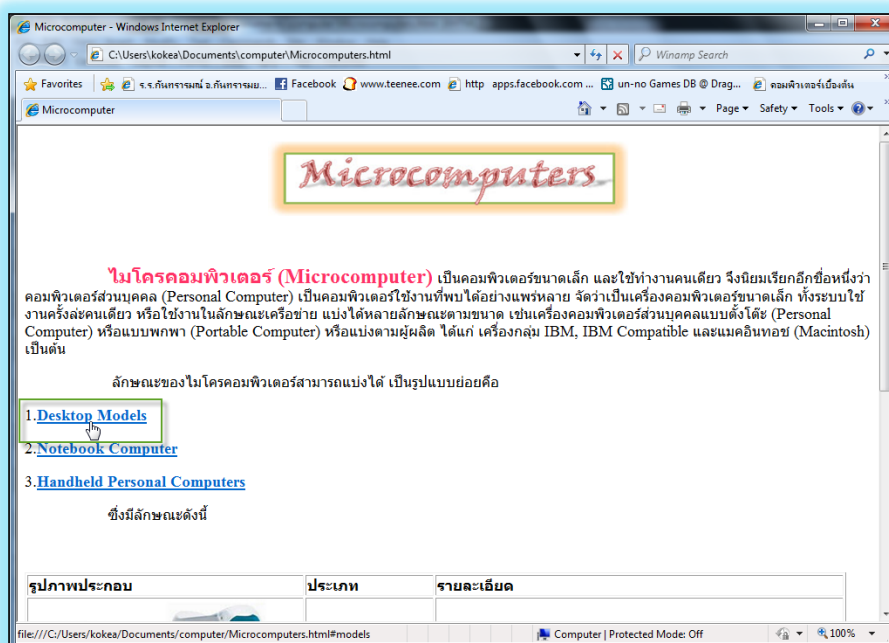 Microcomputer - Windows Internet Explorer
C:\Users\kokea\Documents\computer\Microcomputers.html
Winamp Search
Favorites
ร.ร.กันทรารมณ์ อ.กันทรารมย...
Facebook
www.teenee.com
http apps.facebook.com ...
un-no Games DB @ Drag...
คอมพิวเตอร์เบื้องต้น
Microcomputer
Page
Safety
Tools
Microcomputers
ไมโครคอมพิวเตอร์ (Microcomputer) เป็นคอมพิวเตอร์ขนาดเล็ก และใช้ทำงานคนเดียว จึงนิยมเรียกอีกชื่อหนึ่งว่า
คอมพิวเตอร์ส่วนบุคคล (Personal Computer) เป็นคอมพิวเตอร์ใช้งานที่พบได้อย่างแพร่หลาย จัดว่าเป็นเครื่องคอมพิวเตอร์ขนาดเล็ก ทั้งระบบใช้
งานครั้งล่ะคนเดียว หรือใช้งานในลักษณะเครือข่าย แบ่งได้หลายลักษณะตามขนาด เช่นเครื่องคอมพิวเตอร์ส่วนบุคคลแบบตั้งโต๊ะ (Personal
Computer) หรือแบบพกพา (Portable Computer) หรือแบ่งตามผู้ผลิต ได้แก่ เครื่องกลุ่ม IBM, IBM Compatible และแมคอินทอช (Macintosh)
เป็นต้น
ลักษณะของไมโครคอมพิวเตอร์สามารถแบ่งได้ เป็นรูปแบบย่อยคือ
1.Desktop Models
2.Notebook Computer
3.Handheld Personal Computers
ซึ่งมีลักษณะดังนี้
รูปภาพประกอบ
ประเภท
รายละเอียด
file:///C:/Users/kokea/Documents/computer/Microcomputers.html#models
Computer | Protected Mode: Off
100%